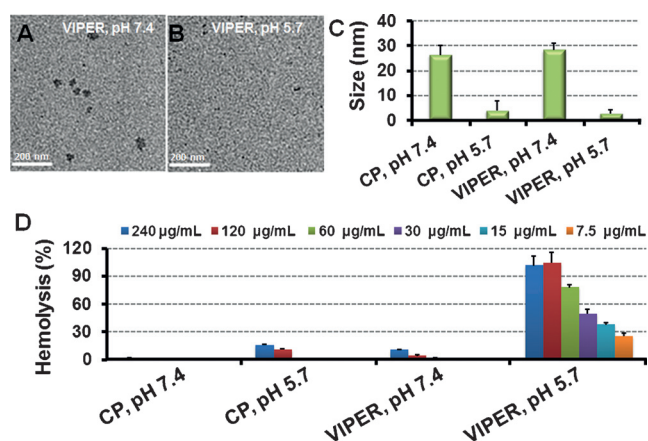 A
VIPER, pH 7.4
200 nm
B
VIPER, pH 5.7
200 nm
C
Size (nm)
40
30
20
10
0
CP, pH 7.4
CP, pH 5.7
VIPER, pH 7.4
VIPER, pH 5.7
D
240 µg/mL 120 µg/mL 60 µg/mL 30 µg/mL 15 µg/mL 7.5 µg/mL
Hemolysis (%)
120
90
60
30
0
CP, pH 7.4
CP, pH 5.7
VIPER, pH 7.4
VIPER, pH 5.7